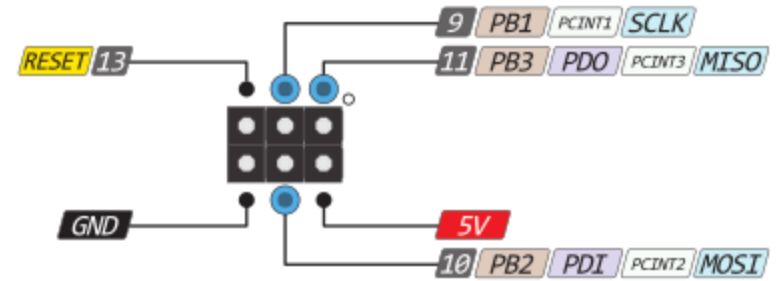 9 PB1 PCINT1 SCLK
RESET 13
11 PB3 PDO PCINT3 MISO
GND
5V
10 PB2 PDI PCINT2 MOSI